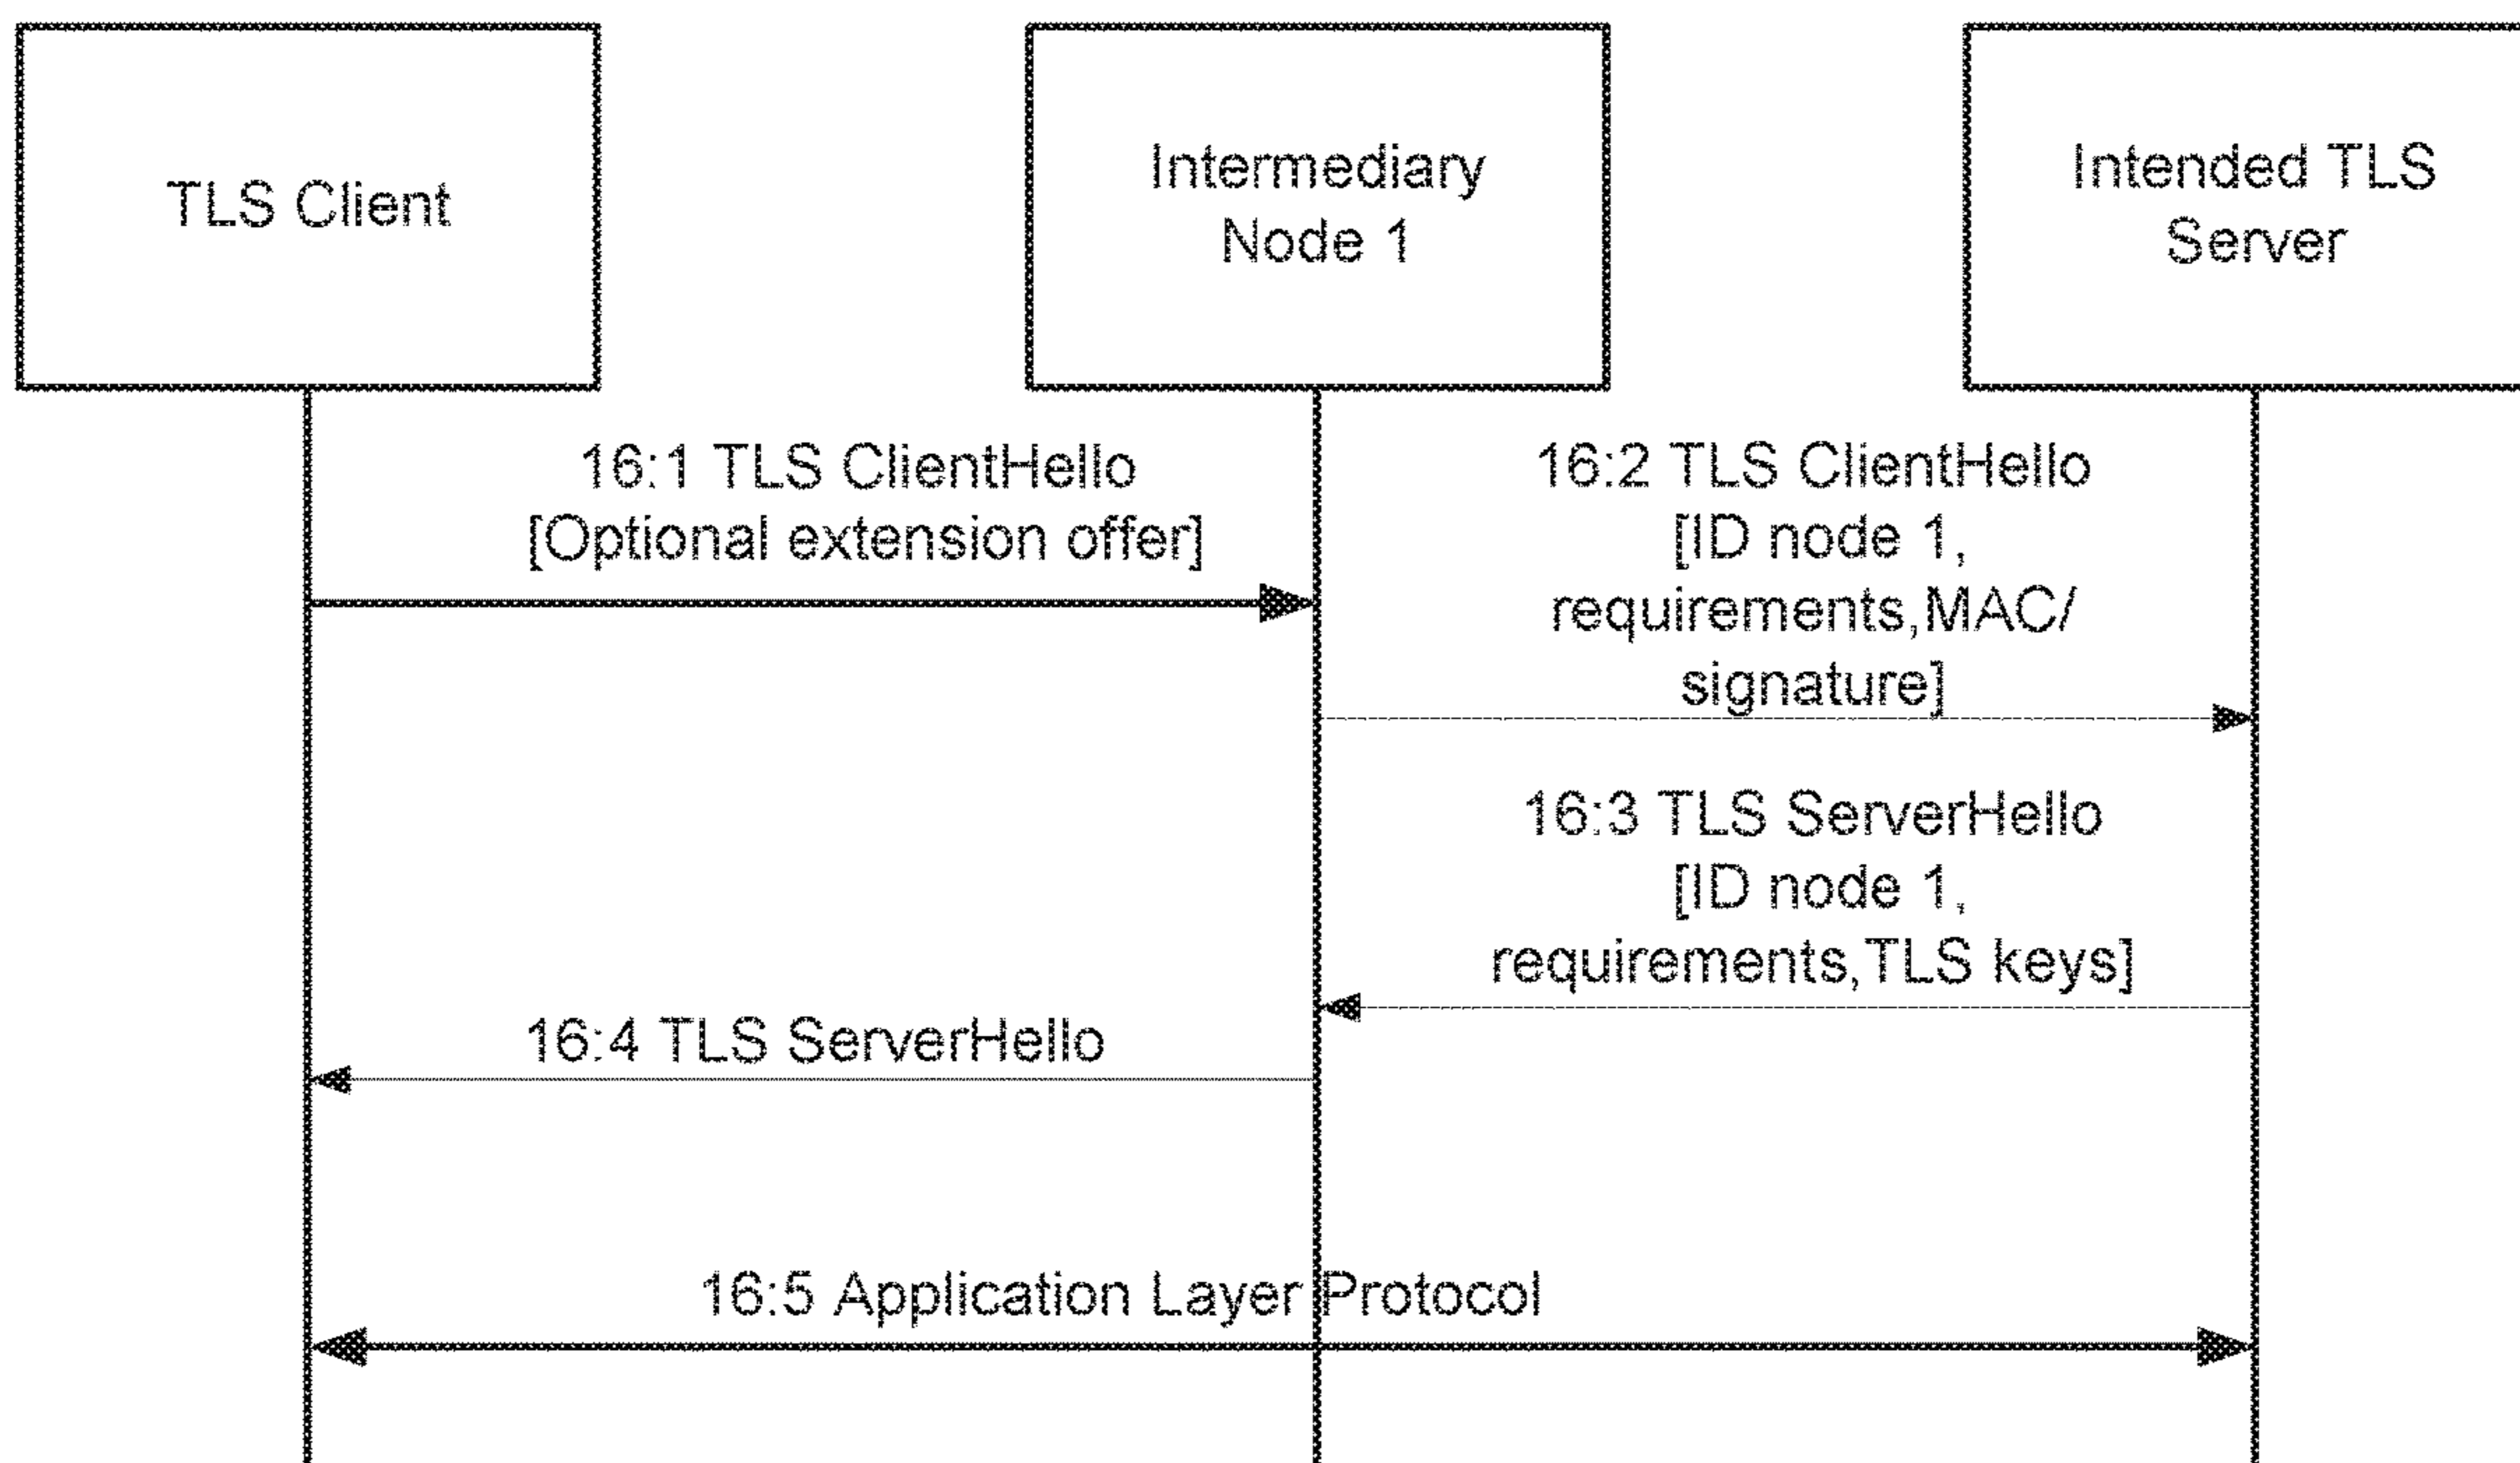 TLS Client
Intermediary
Node 1
Intended TLS
Server
16:1 TLS ClientHello
[Optional extension offer]
16:2 TLS ClientHello
[ID node 1,
requirements,MAC/
signature]
16:3 TLS ServerHello
[ID node 1,
requirements,TLS keys]
16:4 TLS ServerHello
16:5 Application Layer Protocol